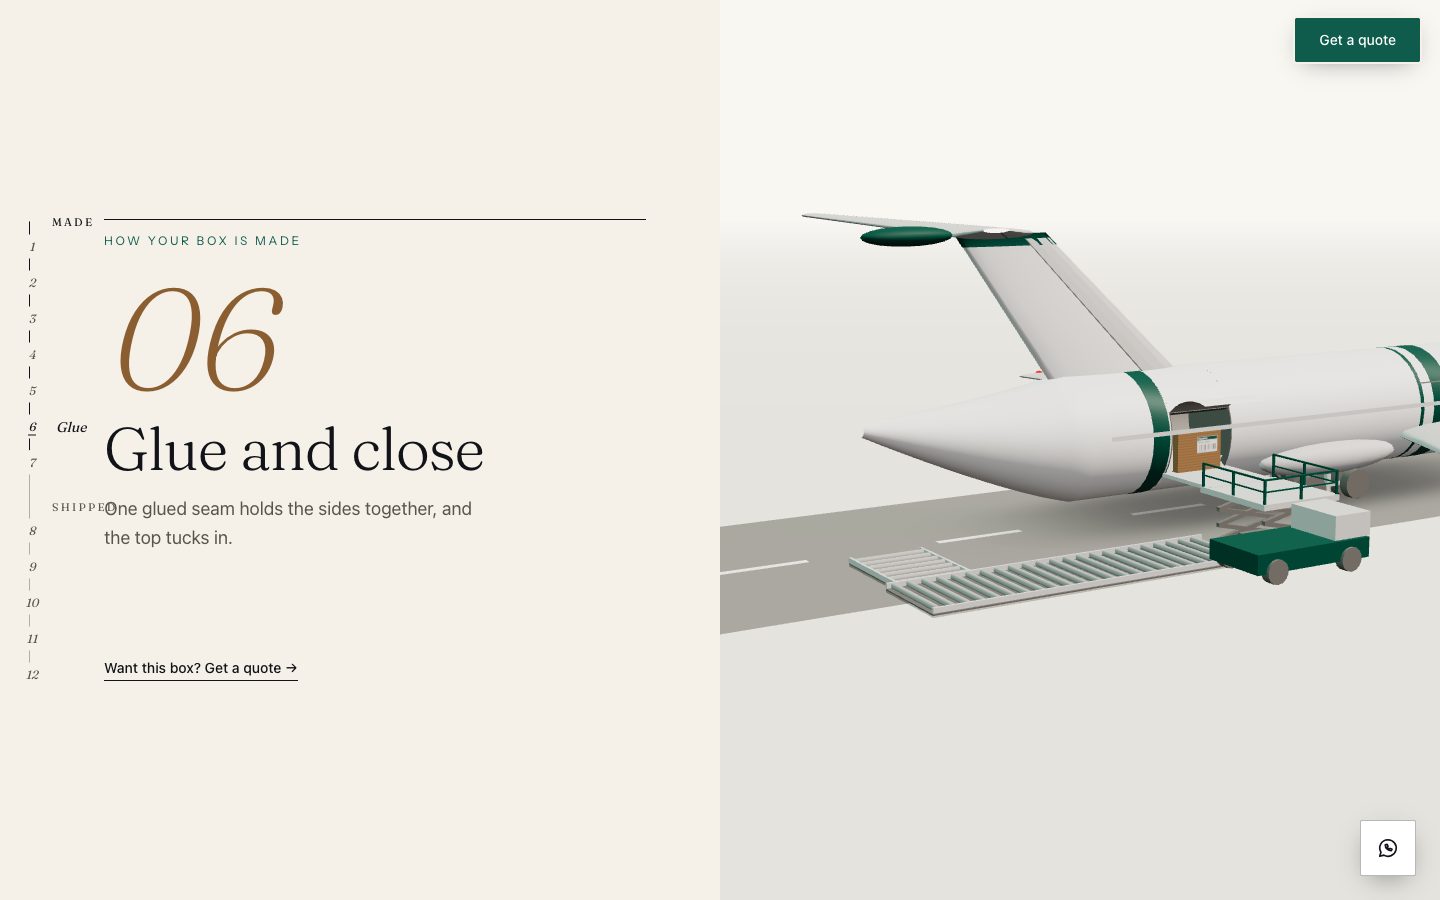 Get a quote
MADE
HOW YOUR BOX IS MADE
1
2
3
4
5
6 Glue
7
SHIPPED
8
9
10
11
12
06
Glue and close
One glued seam holds the sides together, and
the top tucks in.
Want this box? Get a quote →